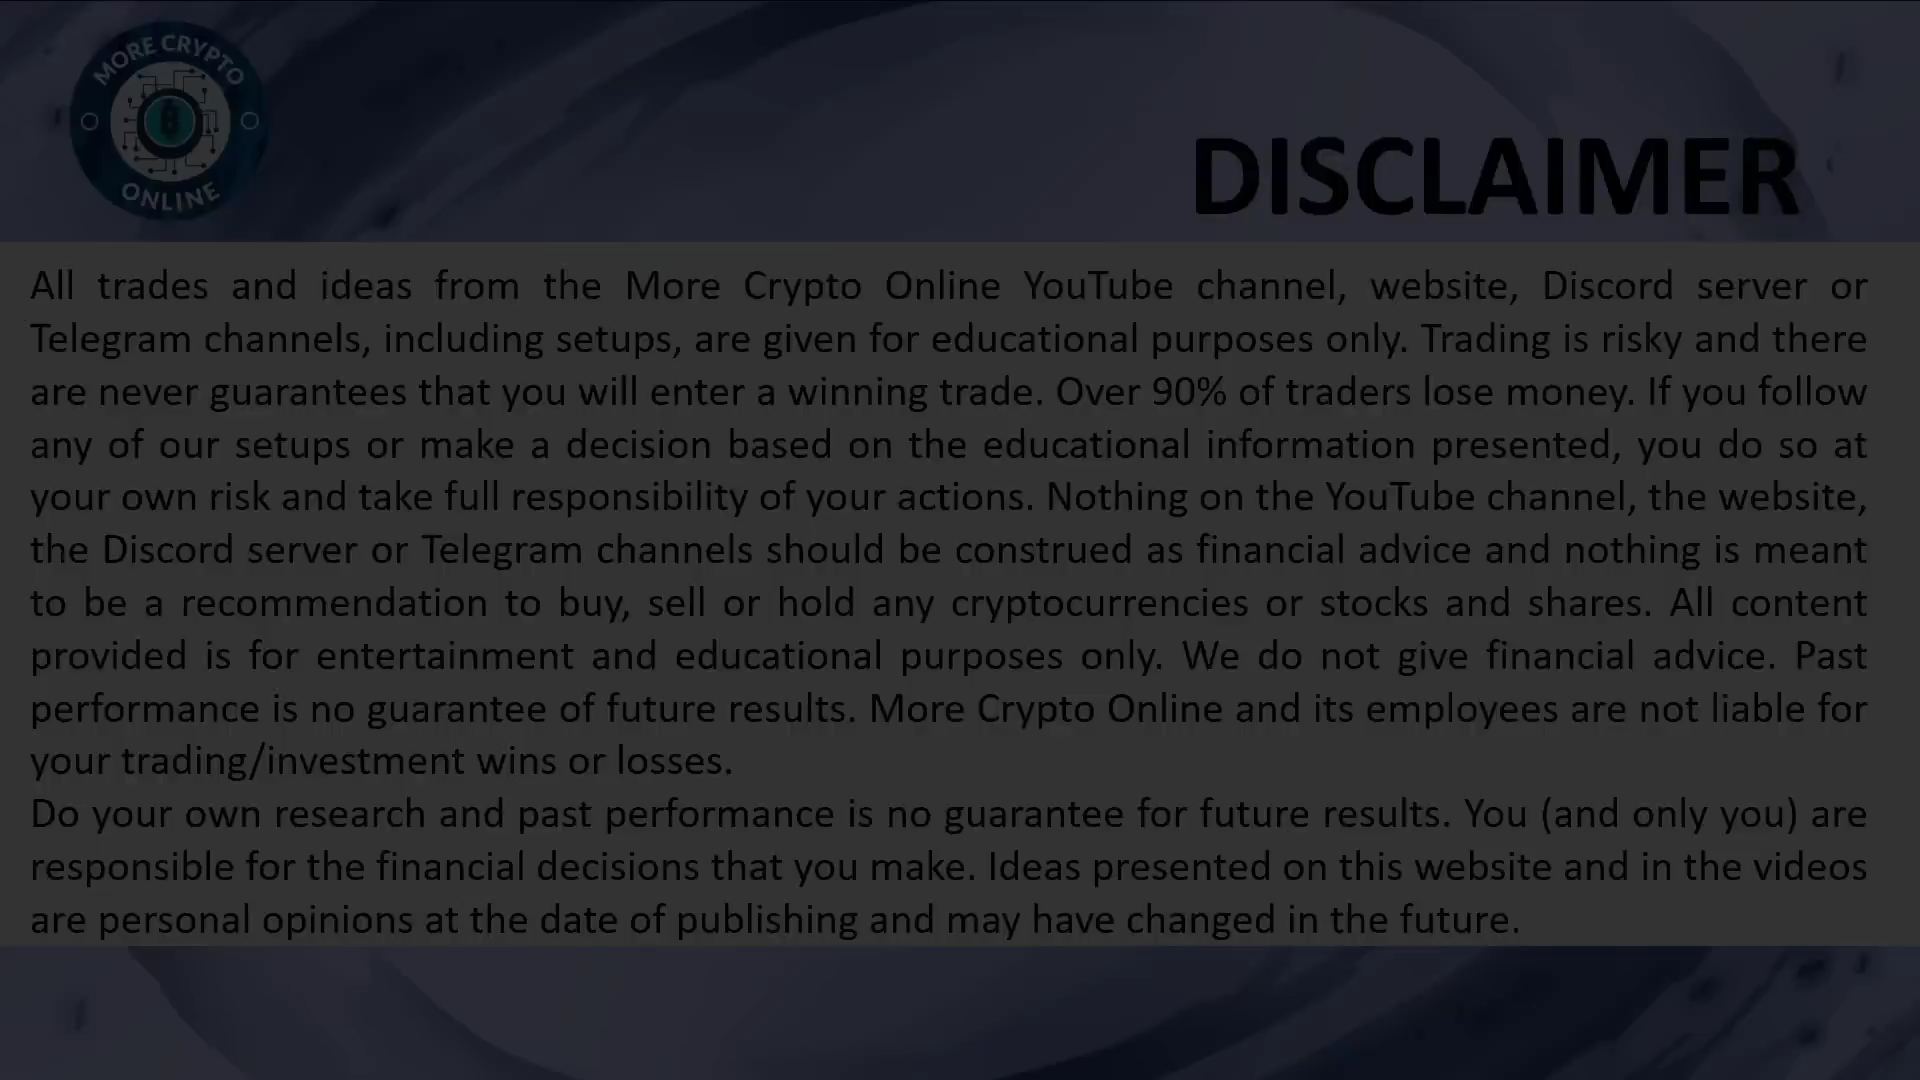 MORE CRYPTO
ONLINE
DISCLAIMER
All trades and ideas from the More Crypto Online YouTube channel, website, Discord server or
Telegram channels, including setups, are given for educational purposes only. Trading is risky and there
are never guarantees that you will enter a winning trade. Over 90% of traders lose money. If you follow
any of our setups or make a decision based on the educational information presented, you do so at
your own risk and take full responsibility of your actions. Nothing on the YouTube channel, the website,
the Discord server or Telegram channels should be construed as financial advice and nothing is meant
to be a recommendation to buy, sell or hold any cryptocurrencies or stocks and shares. All content
provided is for entertainment and educational purposes only. We do not give financial advice. Past
performance is no guarantee of future results. More Crypto Online and its employees are not liable for
your trading/investment wins or losses.
Do your own research and past performance is no guarantee for future results. You (and only you) are
responsible for the financial decisions that you make. Ideas presented on this website and in the videos
are personal opinions at the date of publishing and may have changed in the future.